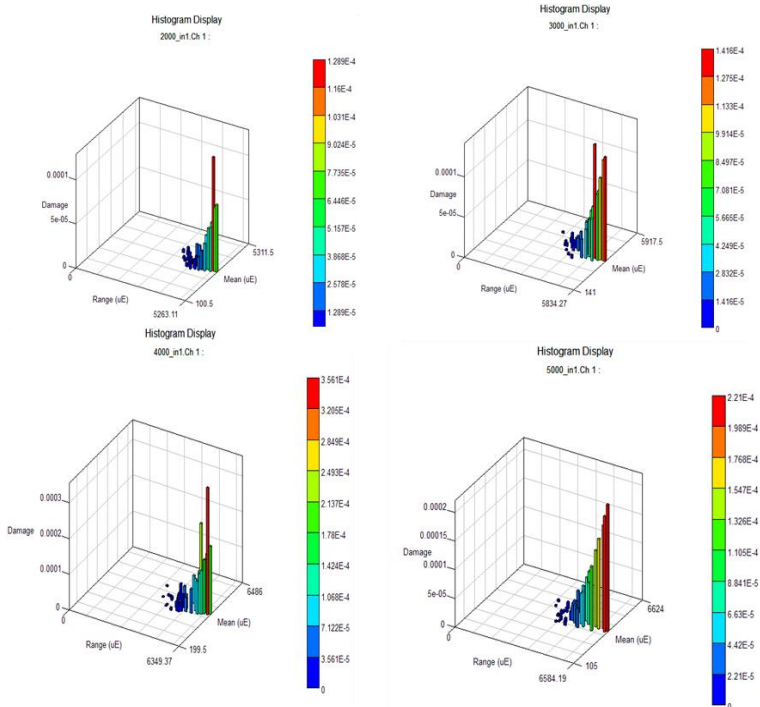 Histogram Display
2000_in1.Ch 1 :
1.289E-4
1.16E-4
1.031E-4
9.024E-5
7.735E-5
6.446E-5
5.157E-5
3.868E-5
2.578E-5
1.289E-5
0.0001
Damage
5e-05
0
0
Range (uE)
5263.11
100.5
Mean (uE)
5311.5
Histogram Display
3000_in1.Ch 1 :
1.416E-4
1.275E-4
1.133E-4
9.914E-5
8.497E-5
7.081E-5
5.665E-5
4.249E-5
2.832E-5
1.416E-5
0
0.0001
Damage
5e-05
0
0
Range (uE)
5834.27
141
Mean (uE)
5917.5
Histogram Display
4000_in1.Ch 1 :
3.561E-4
3.205E-4
2.849E-4
2.493E-4
2.137E-4
1.78E-4
1.424E-4
1.068E-4
7.122E-5
3.561E-5
0
0.0003
0.0002
Damage
0.0001
0
0
Range (uE)
6349.37
199.5
Mean (uE)
6486
Histogram Display
5000_in1.Ch 1 :
2.21E-4
1.989E-4
1.768E-4
1.547E-4
1.326E-4
1.105E-4
8.841E-5
6.63E-5
4.42E-5
2.21E-5
0.0002
0.00015
Damage
0.0001
5e-05
0
0
Range (uE)
6584.19
105
Mean (uE)
6624